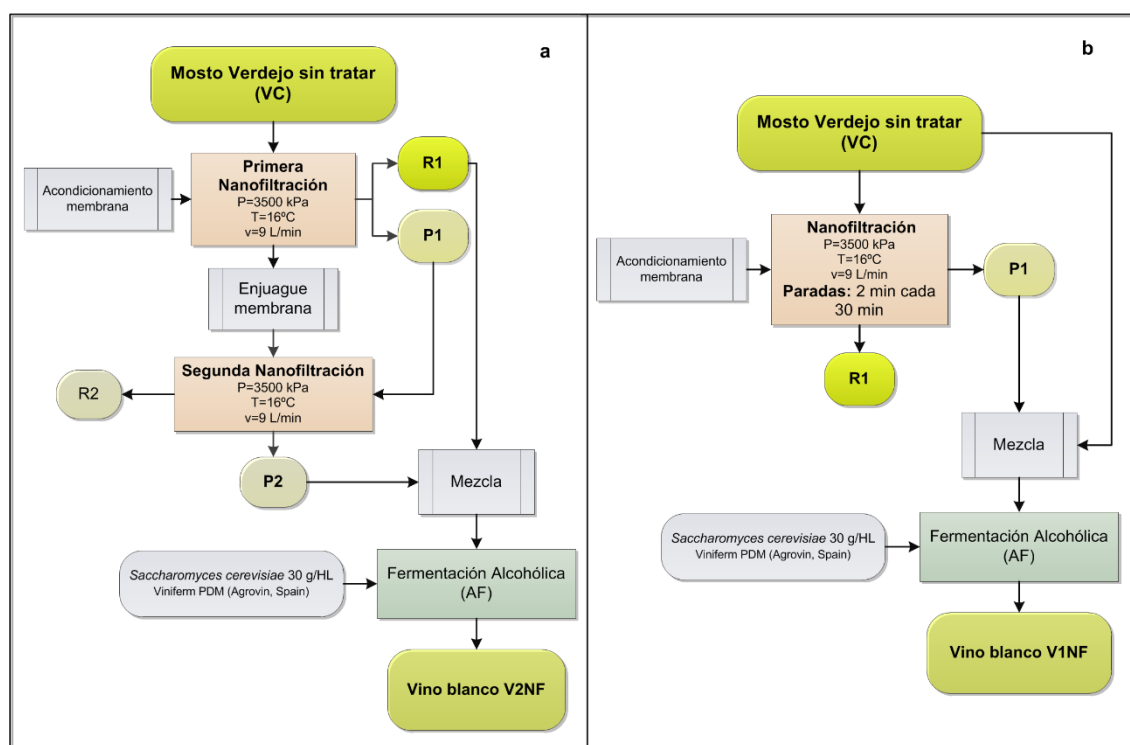 a
Mosto Verdejo sin tratar
(VC)
Primera
Nanofiltración
P=3500 kPa
T=16ºC
v=9 L/min
Acondicionamiento
membrana
R1
P1
Enjuague
membrana
Segunda Nanofiltración
P=3500 kPa
T=16ºC
v=9 L/min
R2
P2
Mezcla
Saccharomyces cerevisiae 30 g/HL
Viniferm PDM (Agrovin, Spain)
Fermentación Alcohólica
(AF)
Vino blanco V2NF
b
Mosto Verdejo sin tratar
(VC)
Nanofiltración
P=3500 kPa
T=16ºC
v=9 L/min
Paradas: 2 min cada
30 min
Acondicionamiento
membrana
P1
R1
Mezcla
Saccharomyces cerevisiae 30 g/HL
Viniferm PDM (Agrovin, Spain)
Fermentación Alcohólica
(AF)
Vino blanco V1NF